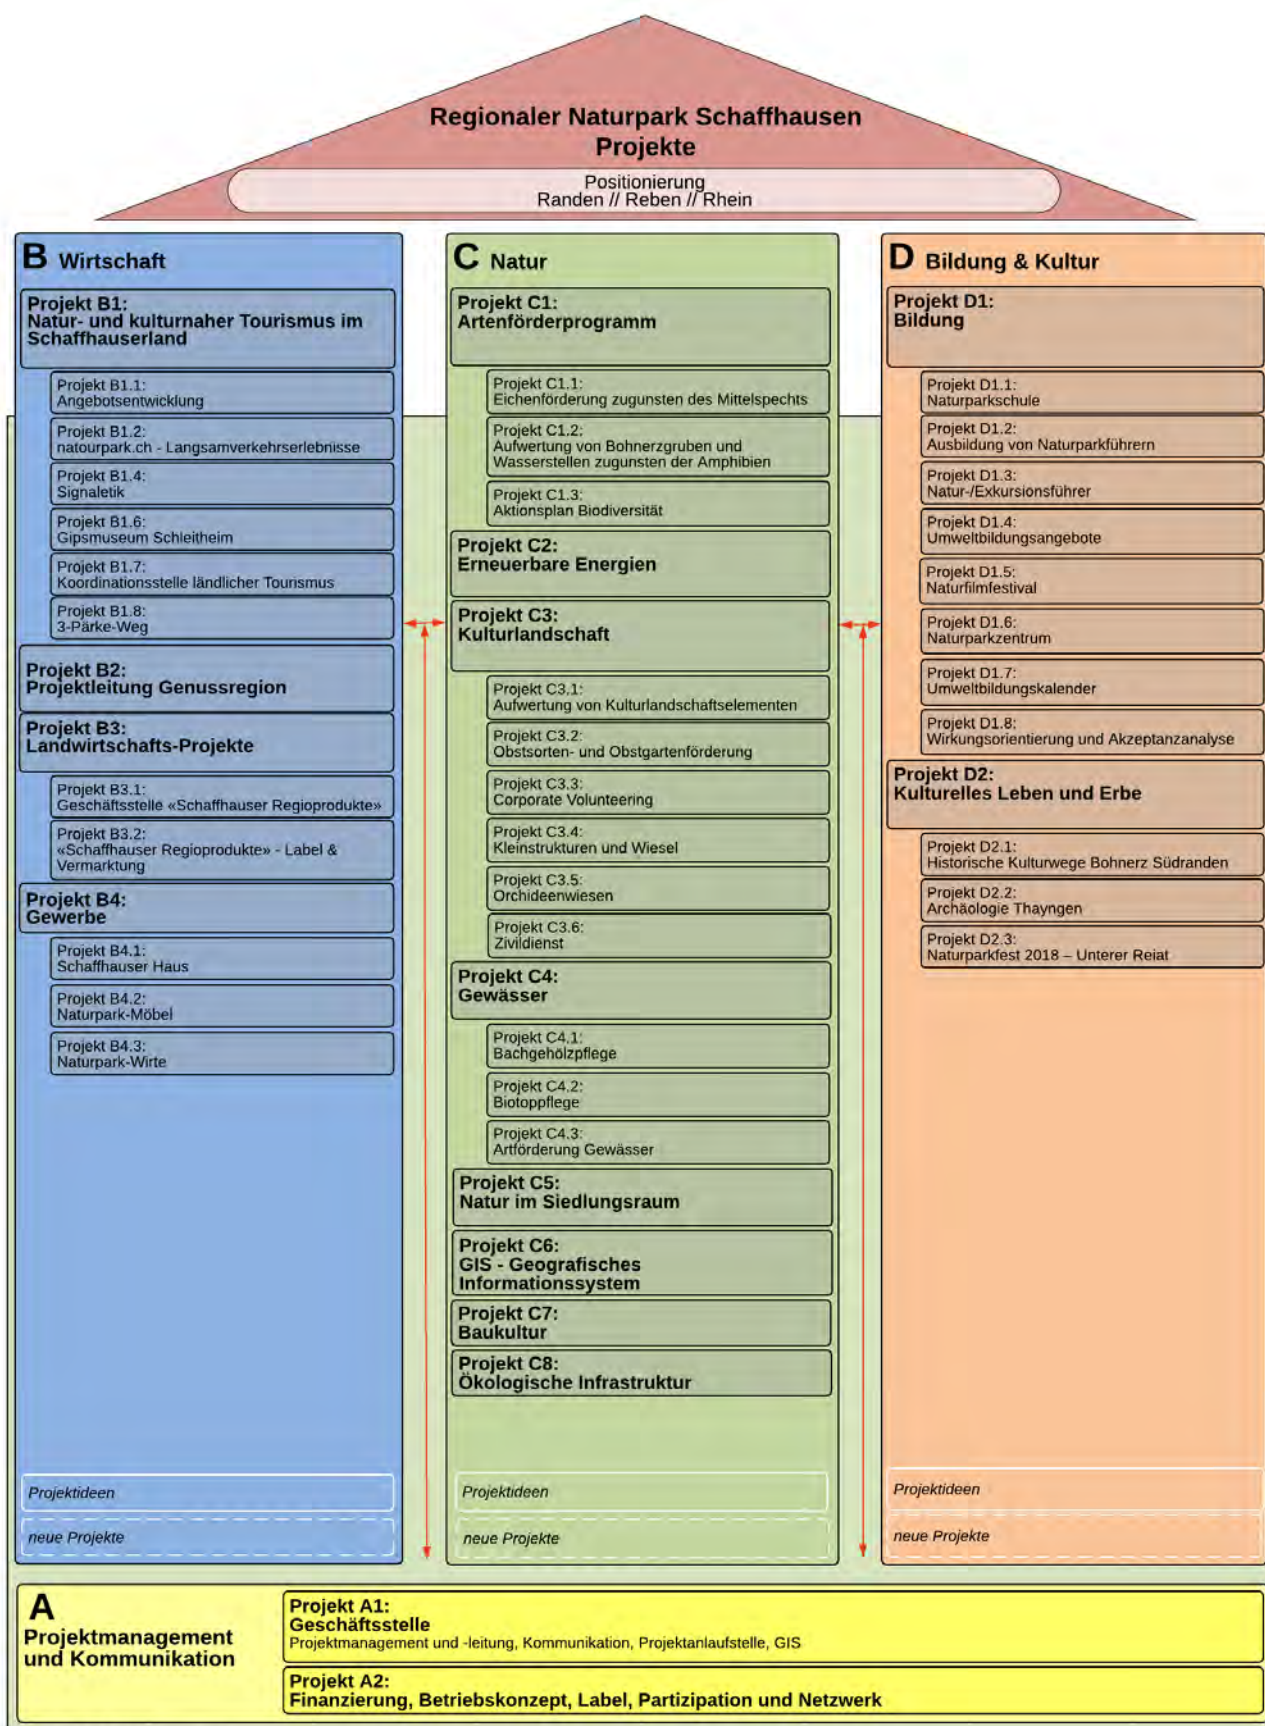 Regionaler Naturpark Schaffhausen
Projekte
Positionierung
Randen // Reben // Rhein
B Wirtschaft
Projekt B1:
Natur- und kulturnaher Tourismus im
Schaffhauserland
Projekt B1.1:
Angebotsentwicklung
Projekt B1.2:
natourpark.ch - Langsamverkehrserlebnisse
Projekt B1.4:
Signaletik
Projekt B1.6:
Gipsmuseum Schleitheim
Projekt B1.7:
Koordinationsstelle ländlicher Tourismus
Projekt B1.8:
3-Pärke-Weg
Projekt B2:
Projektleitung Genussregion
Projekt B3:
Landwirtschafts-Projekte
Projekt B3.1:
Geschäftsstelle «Schaffhauser Regioprodukte»
Projekt B3.2:
«Schaffhauser Regioprodukte» - Label &
Vermarktung
Projekt B4:
Gewerbe
Projekt B4.1:
Schaffhauser Haus
Projekt B4.2:
Naturpark-Möbel
Projekt B4.3:
Naturpark-Wirte
Projektideen
neue Projekte
C Natur
Projekt C1:
Artenförderprogramm
Projekt C1.1:
Eichenförderung zugunsten des Mittelspechts
Projekt C1.2:
Aufwertung von Bohnerzgruben und
Wasserstellen zugunsten der Amphibien
Projekt C1.3:
Aktionsplan Biodiversität
Projekt C2:
Erneuerbare Energien
Projekt C3:
Kulturlandschaft
Projekt C3.1:
Aufwertung von Kulturlandschaftselementen
Projekt C3.2:
Obstsorten- und Obstgartenförderung
Projekt C3.3:
Corporate Volunteering
Projekt C3.4:
Kleinstrukturen und Wiesel
Projekt C3.5:
Orchideenwiesen
Projekt C3.6:
Zivildienst
Projekt C4:
Gewässer
Projekt C4.1:
Bachgehölzpflege
Projekt C4.2:
Biotoppflege
Projekt C4.3:
Artförderung Gewässer
Projekt C5:
Natur im Siedlungsraum
Projekt C6:
GIS - Geografisches
Informationssystem
Projekt C7:
Baukultur
Projekt C8:
Ökologische Infrastruktur
Projektideen
neue Projekte
D Bildung & Kultur
Projekt D1:
Bildung
Projekt D1.1:
Naturparkschule
Projekt D1.2:
Ausbildung von Naturparkführern
Projekt D1.3:
Natur-/Exkursionsführer
Projekt D1.4:
Umweltbildungsangebote
Projekt D1.5:
Naturfilmfestival
Projekt D1.6:
Naturparkzentrum
Projekt D1.7:
Umweltbildungskalender
Projekt D1.8:
Wirkungsorientierung und Akzeptanzanalyse
Projekt D2:
Kulturelles Leben und Erbe
Projekt D2.1:
Historische Kulturwege Bohnerz Südranden
Projekt D2.2:
Archäologie Thayngen
Projekt D2.3:
Naturparkfest 2018 – Unterer Reiat
Projektideen
neue Projekte
A
Projektmanagement
und Kommunikation
Projekt A1:
Geschäftsstelle
Projektmanagement und -leitung, Kommunikation, Projektanlaufstelle, GIS
Projekt A2:
Finanzierung, Betriebskonzept, Label, Partizipation und Netzwerk